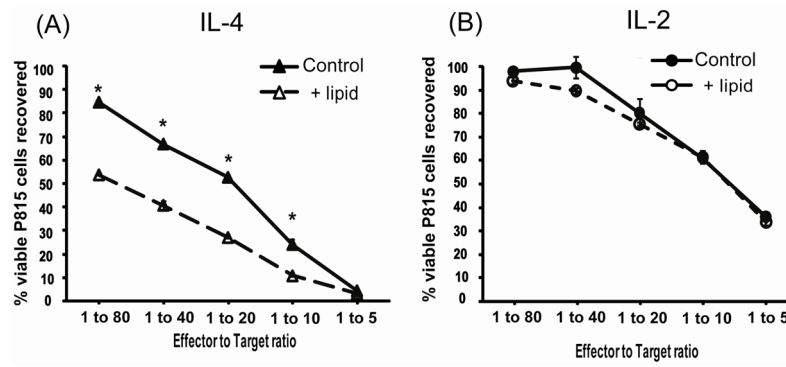 (A)
IL-4
% viable P815 cells recovered
100
90
80
70
60
50
40
30
20
10
0
*
*
*
*
Control
+ lipid
1 to 80 1 to 40 1 to 20 1 to 10 1 to 5
Effector to Target ratio
(B)
IL-2
% viable P815 cells recovered
100
90
80
70
60
50
40
30
20
10
0
Control
+ lipid
1 to 80 1 to 40 1 to 20 1 to 10 1 to 5
Effector to Target ratio